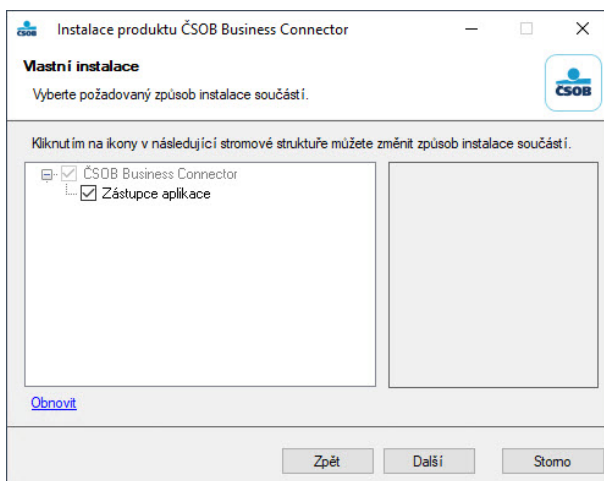 ČSOB Instalace produktu ČSOB Business Connector
Vlastní instalace
Vyberte požadovaný způsob instalace součástí.
ČSOB
Kliknutím na ikony v následující stromové struktuře můžete změnit způsob instalace součástí.
ČSOB Business Connector
Zástupce aplikace
Obnovit
Zpět Další Storno